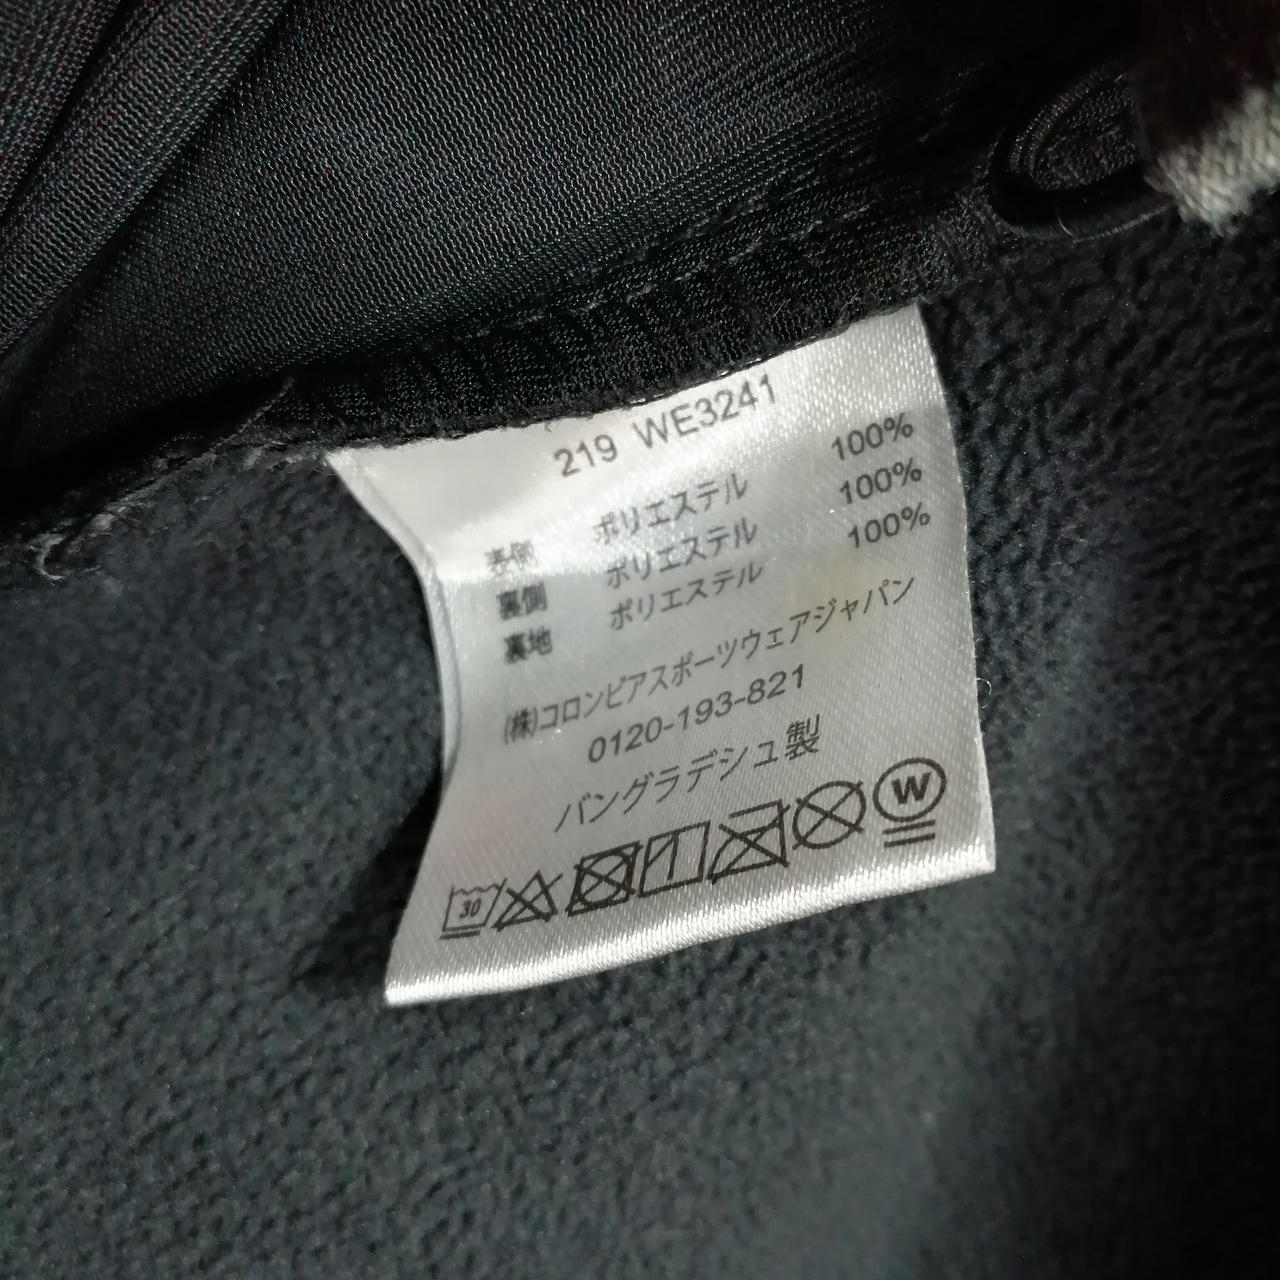 219 WE3241
表側 ポリエステル 100%
裏側 ポリエステル 100%
裏地 ポリエステル 100%
(株)コロンビアスポーツウェアジャパン
0120-193-821
バングラデシュ製
30 W